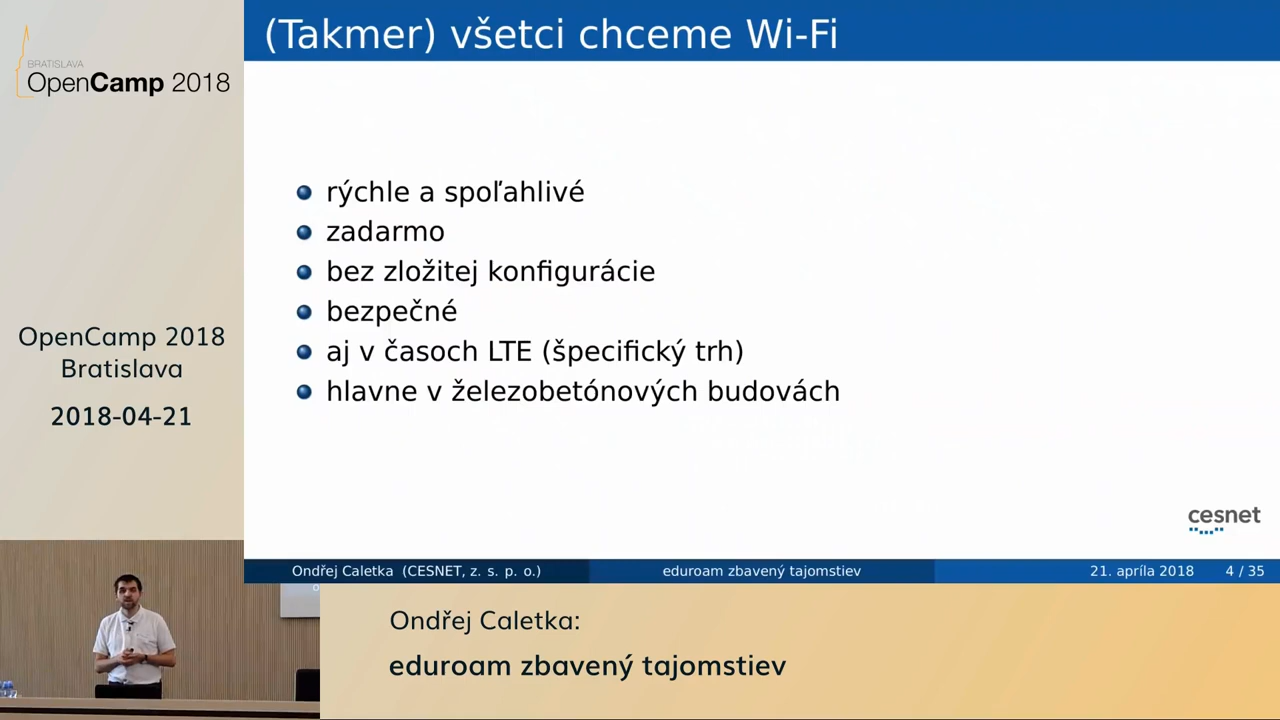 BRATISLAVA
OpenCamp 2018
OpenCamp 2018
Bratislava
2018-04-21
(Takmer) všetci chceme Wi-Fi
rýchle a spoľahlivé
zadarmo
bez zložitej konfigurácie
bezpečné
aj v časoch LTE (špecifický trh)
hlavne v železobetónových budovách
cesnet
Ondřej Caletka (CESNET, z. s. p. o.) eduroam zbavený tajomstiev 21. apríla 2018 4 / 35
Ondřej Caletka:
eduroam zbavený tajomstiev